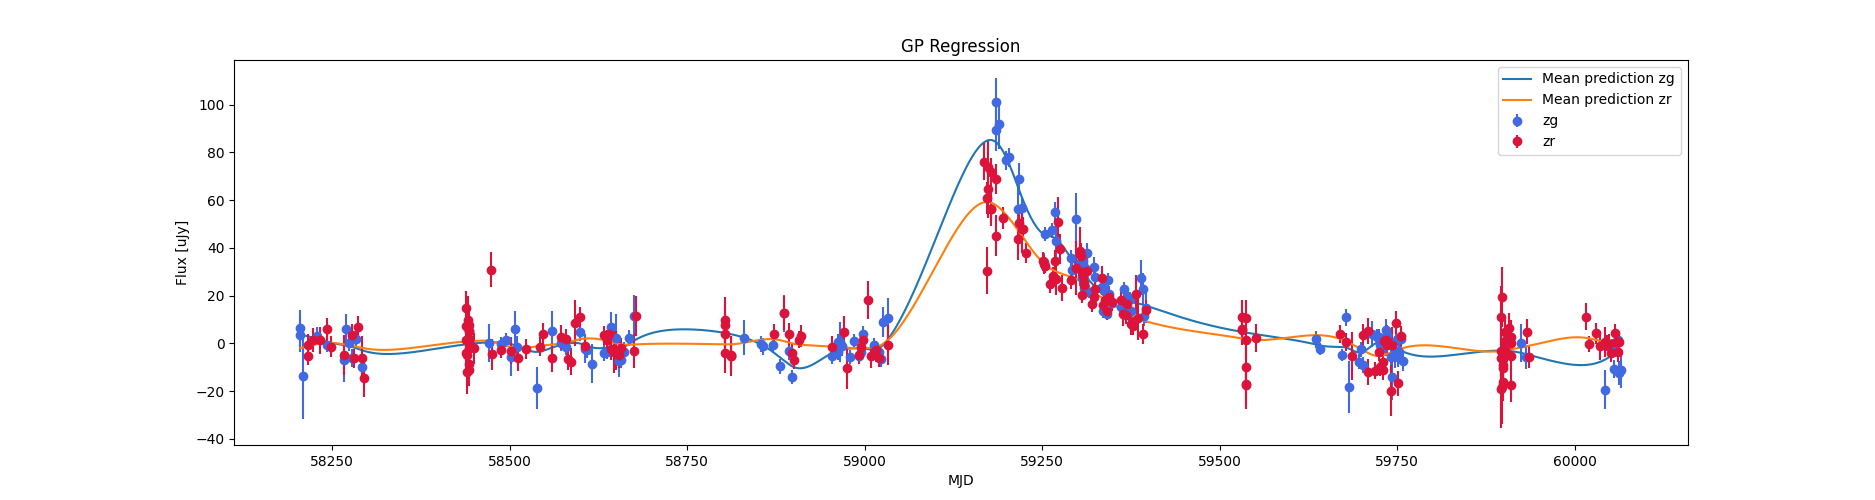 GP Regression
Flux [uJy]
100
80
60
40
20
0
−20
−40
58250 58500 58750 59000 59250 59500 59750 60000
MJD
Mean prediction zg
Mean prediction zr
zg
zr